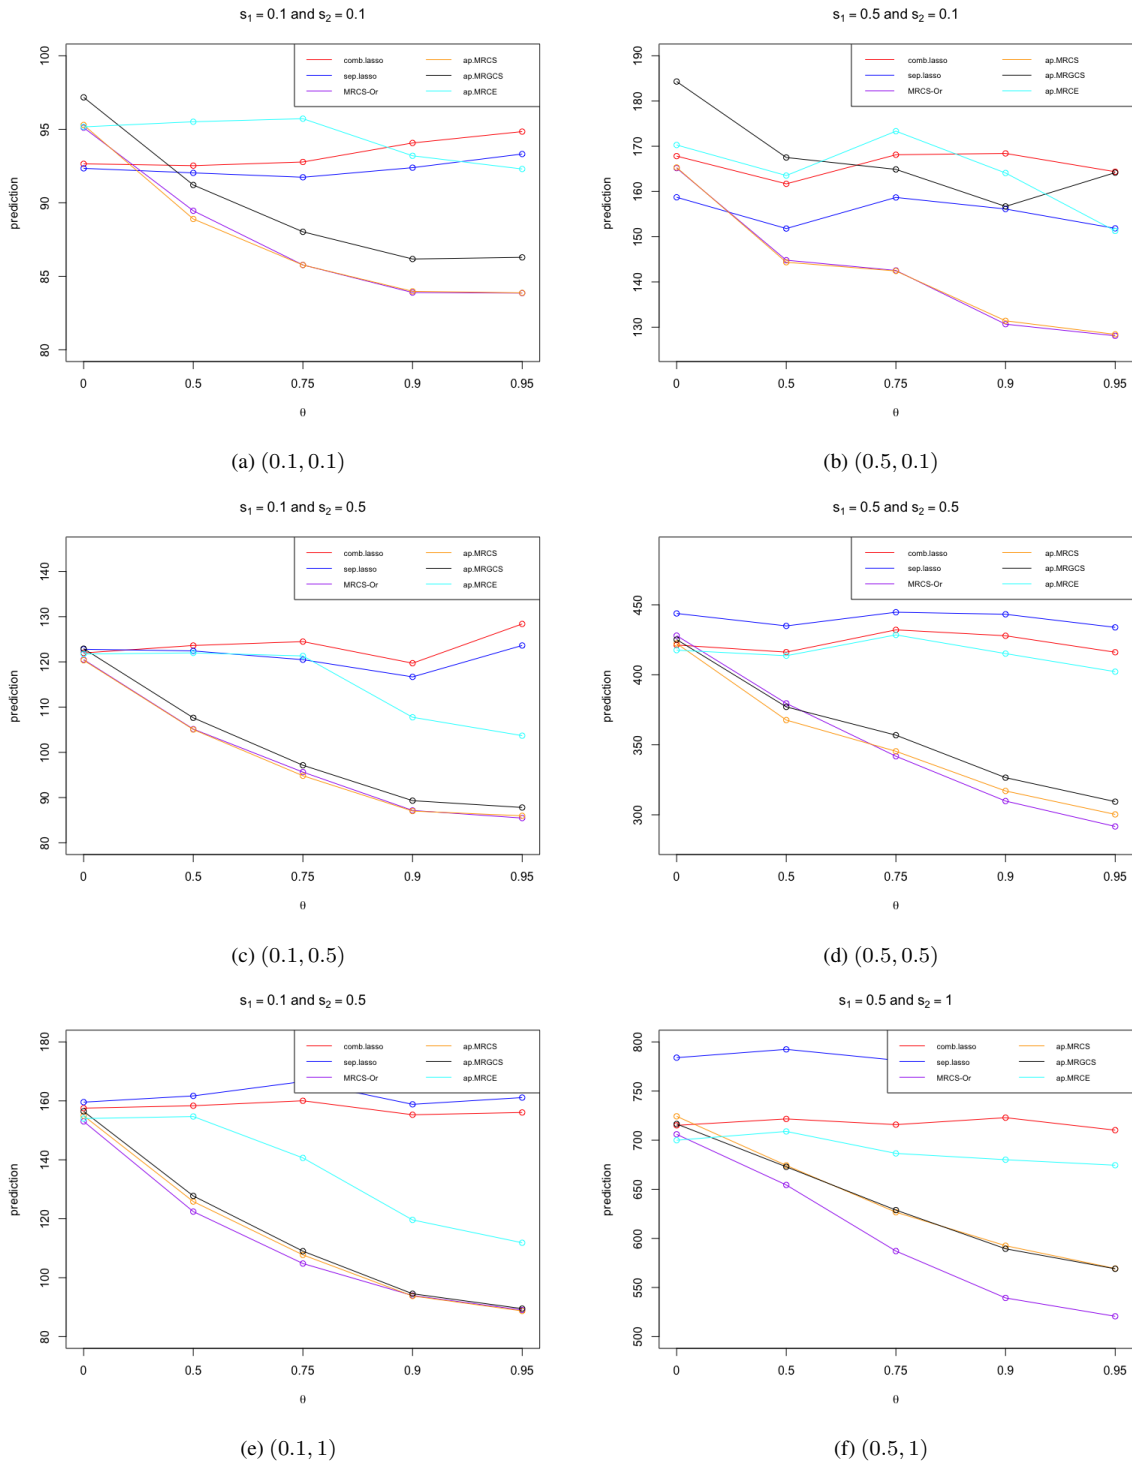 s1 = 0.1 and s2 = 0.1
s1 = 0.5 and s2 = 0.1
prediction
80 85 90 95 100
comb.lasso ap.MRCS
sep.lasso ap.MRGCS
MRCS-Or ap.MRCE
0 0.5 0.75 0.9 0.95
θ
prediction
130 140 150 160 170 180 190
comb.lasso ap.MRCS
sep.lasso ap.MRGCS
MRCS-Or ap.MRCE
0 0.5 0.75 0.9 0.95
θ
(a) (0.1, 0.1)
(b) (0.5, 0.1)
s1 = 0.1 and s2 = 0.5
s1 = 0.5 and s2 = 0.5
prediction
80 90 100 110 120 130 140
comb.lasso ap.MRCS
sep.lasso ap.MRGCS
MRCS-Or ap.MRCE
0 0.5 0.75 0.9 0.95
θ
prediction
300 350 400 450
comb.lasso ap.MRCS
sep.lasso ap.MRGCS
MRCS-Or ap.MRCE
0 0.5 0.75 0.9 0.95
θ
(c) (0.1, 0.5)
(d) (0.5, 0.5)
s1 = 0.1 and s2 = 0.5
s1 = 0.5 and s2 = 1
prediction
80 100 120 140 160 180
comb.lasso ap.MRCS
sep.lasso ap.MRGCS
MRCS-Or ap.MRCE
0 0.5 0.75 0.9 0.95
θ
prediction
500 550 600 650 700 750 800
comb.lasso ap.MRCS
sep.lasso ap.MRGCS
MRCS-Or ap.MRCE
0 0.5 0.75 0.9 0.95
θ
(e) (0.1, 1)
(f) (0.5, 1)